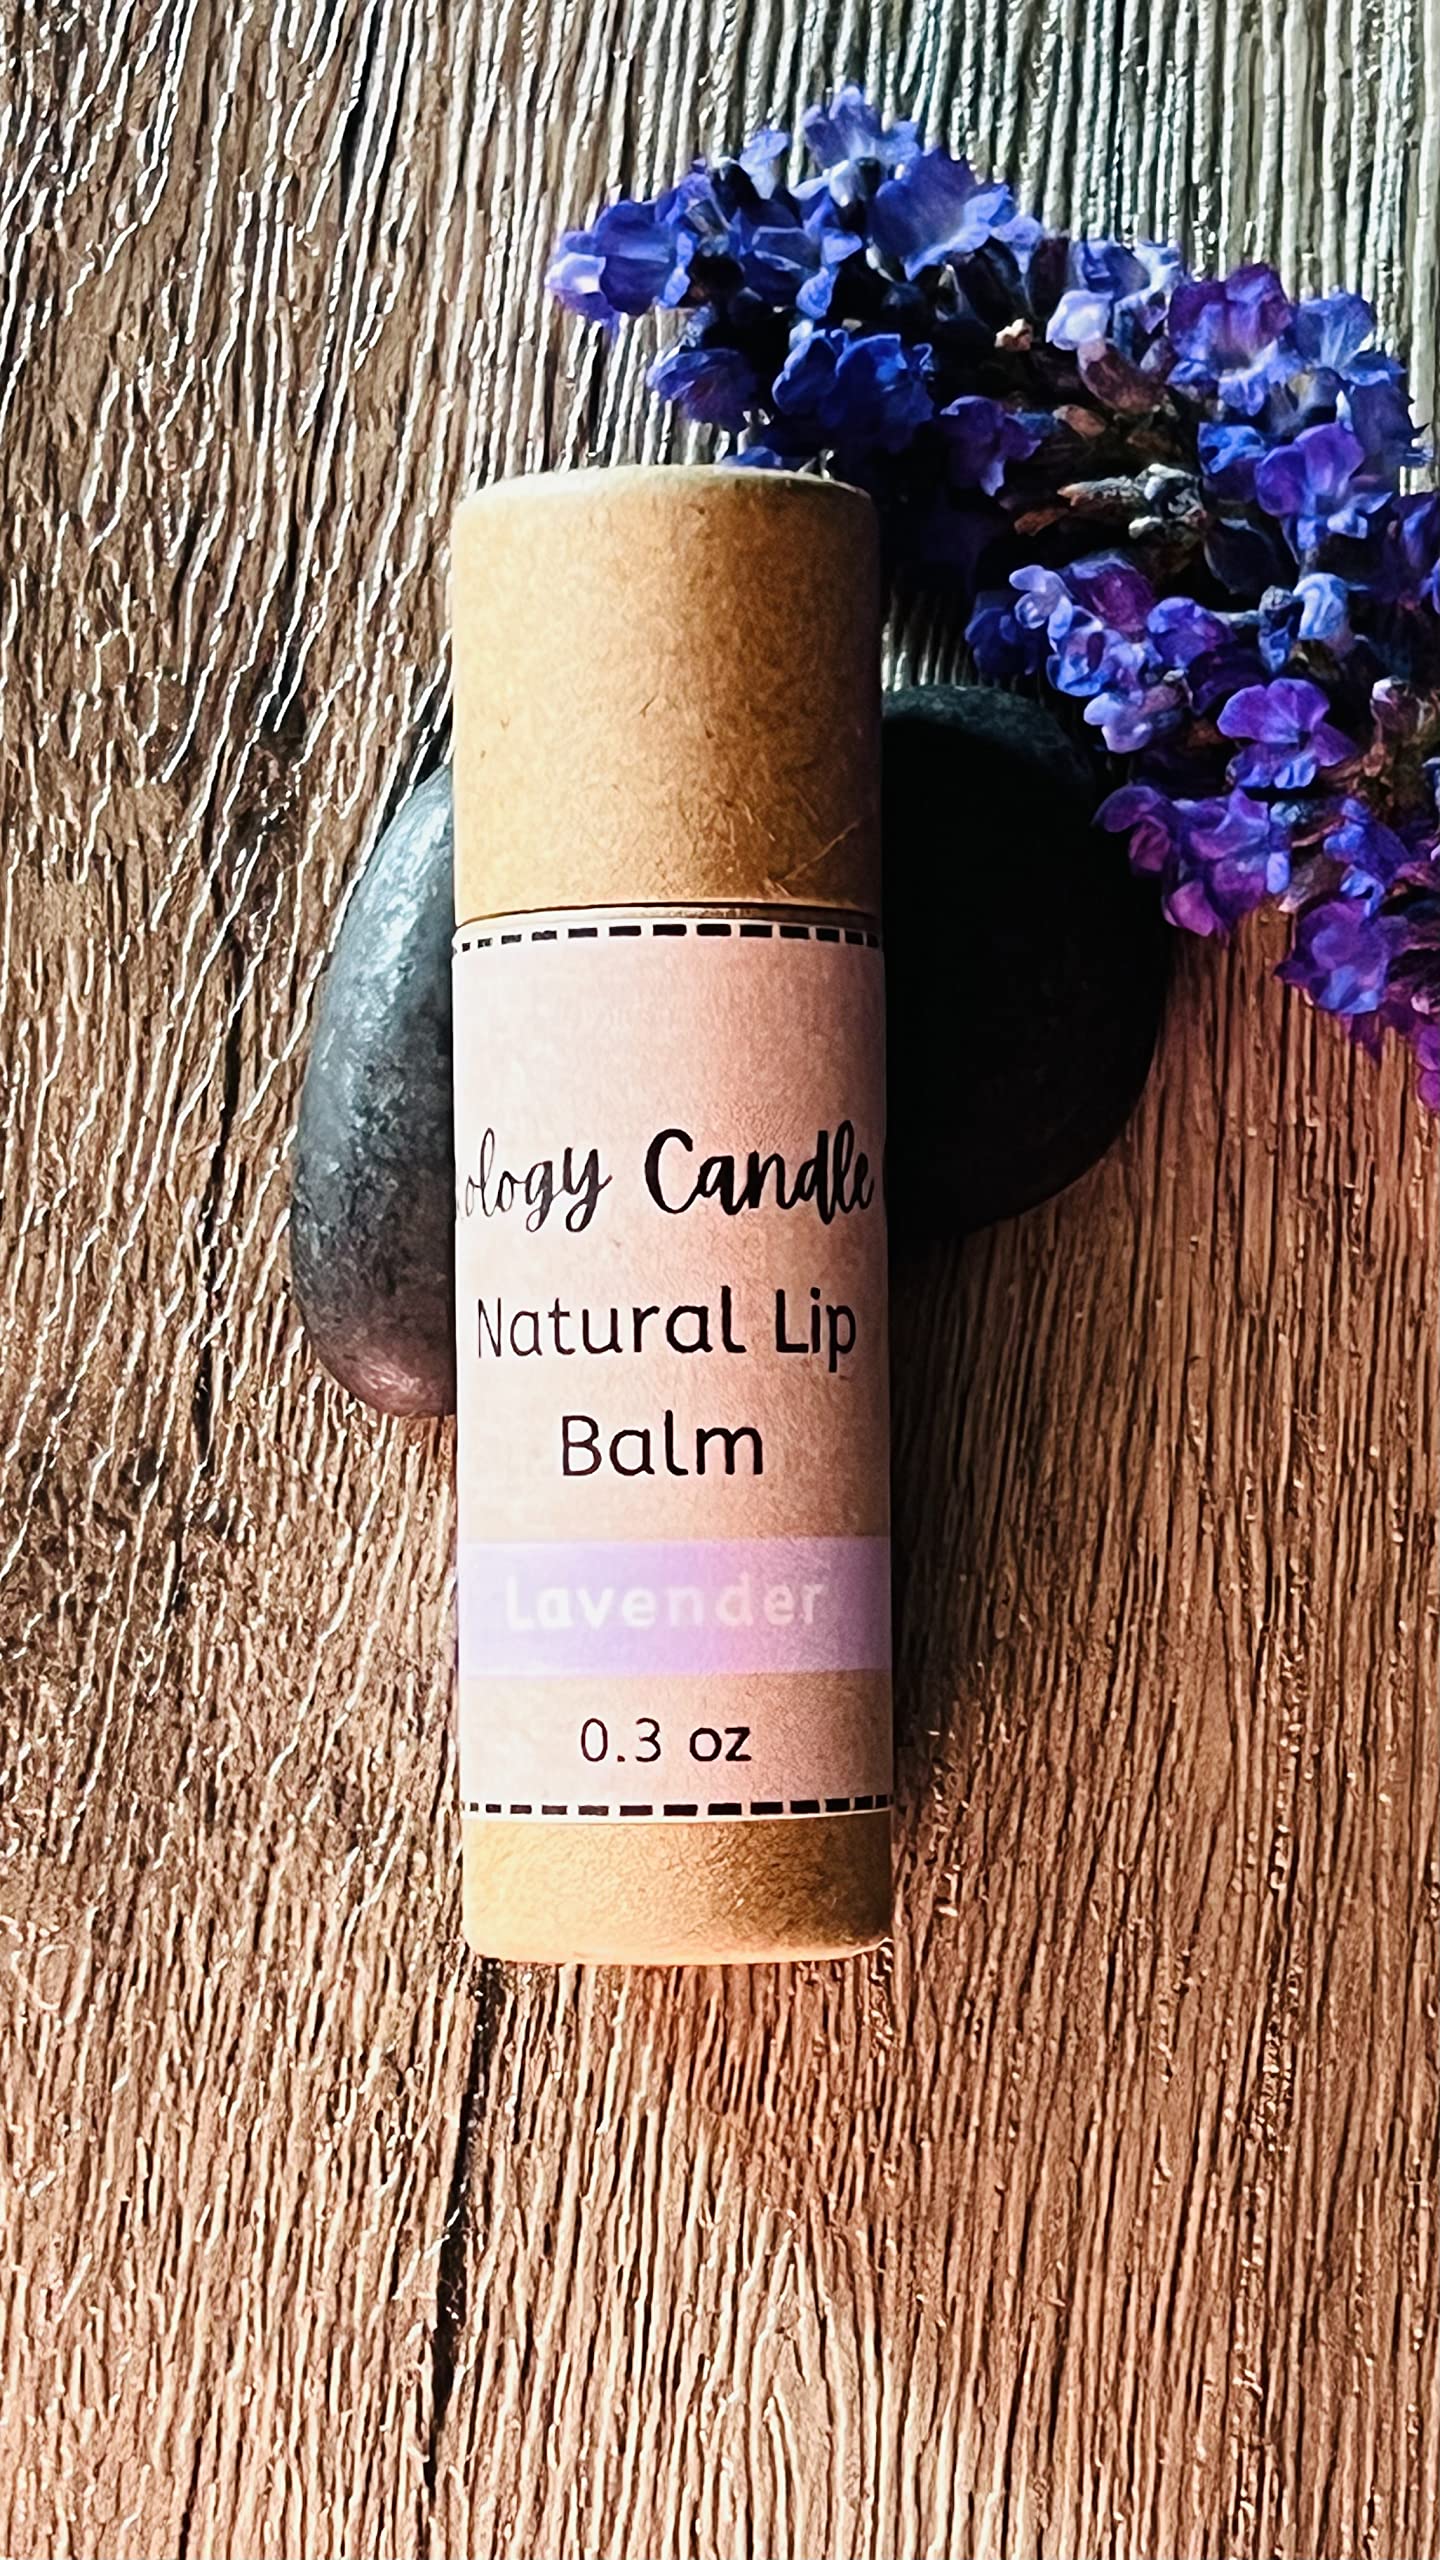 ology Candle
Natural Lip
Balm
Lavender
0.3 oz